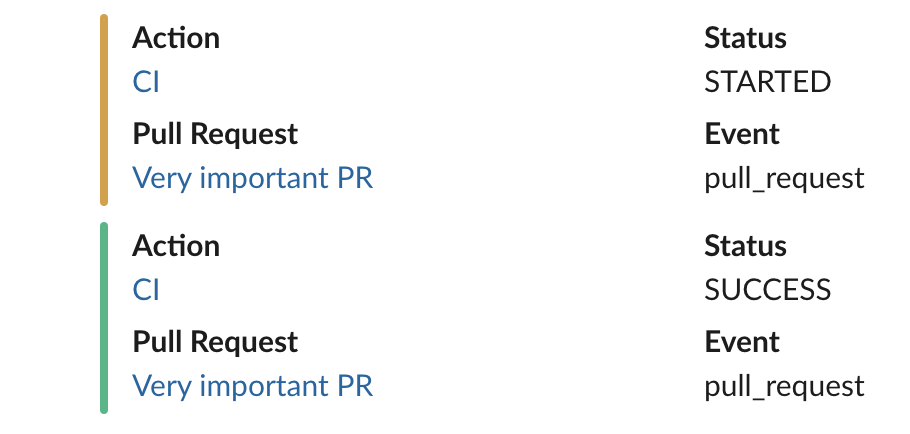 Action Status
CI STARTED
Pull Request Event
Very important PR pull_request
Action Status
CI SUCCESS
Pull Request Event
Very important PR pull_request